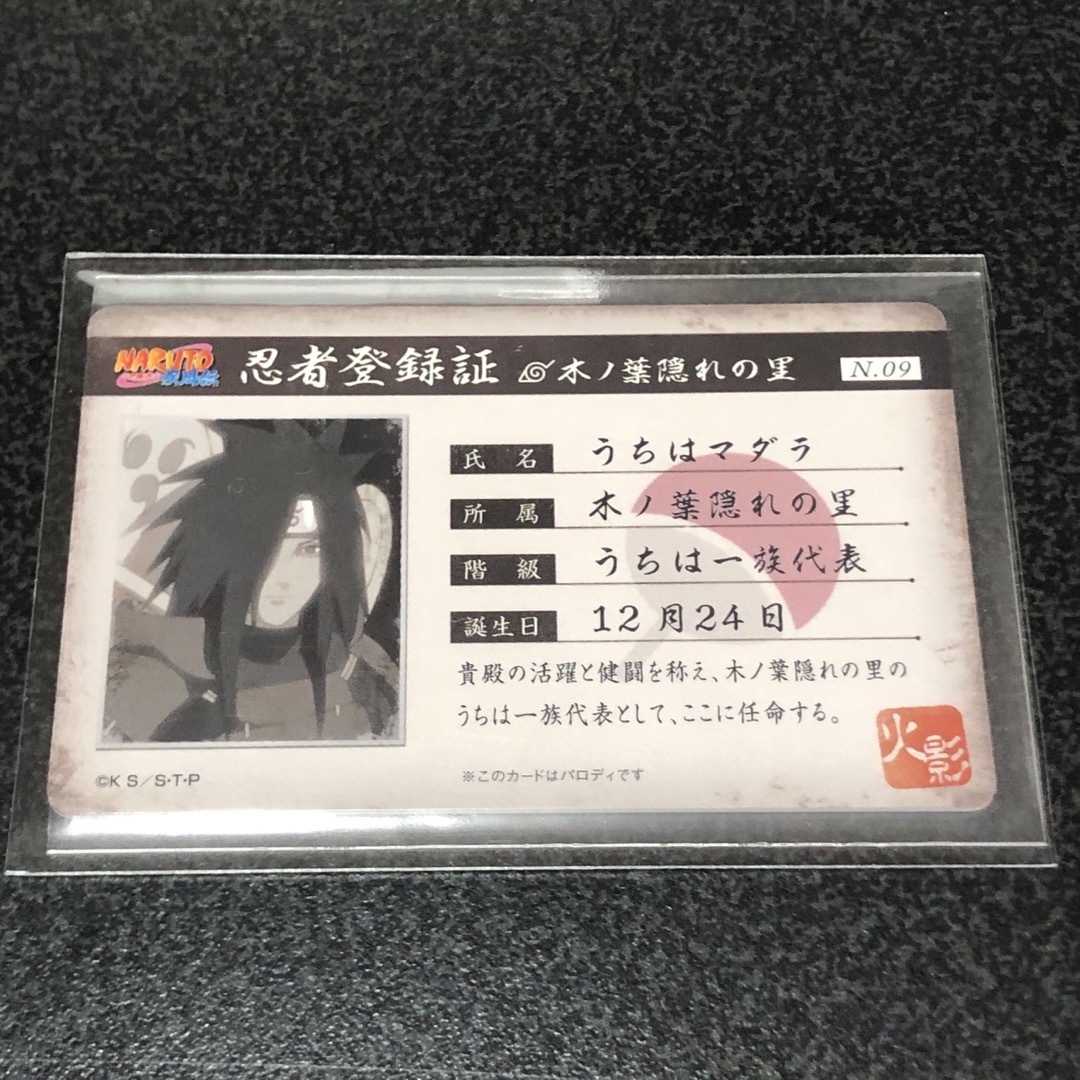 NARUTO 疾風伝 忍者登録証 木ノ葉隠れの里 N.09
氏名 うちはマダラ
所属 木ノ葉隠れの里
階級 うちは一族代表
誕生日 12月24日
貴殿の活躍と健闘を称え、木ノ葉隠れの里の
うちは一族代表として、ここに任命する。
火影
©K S／S・T・P ※このカードはパロディです